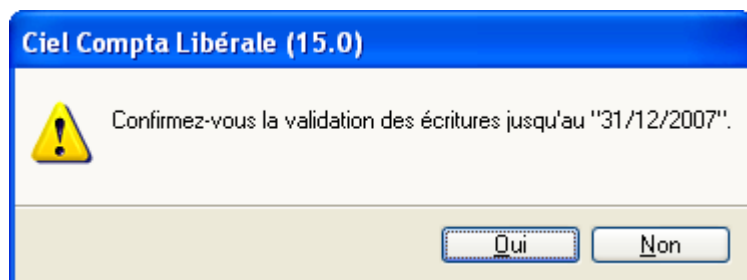 Ciel Compta Libérale (15.0)
Confirmez-vous la validation des écritures jusqu'au "31/12/2007".
Oui Non